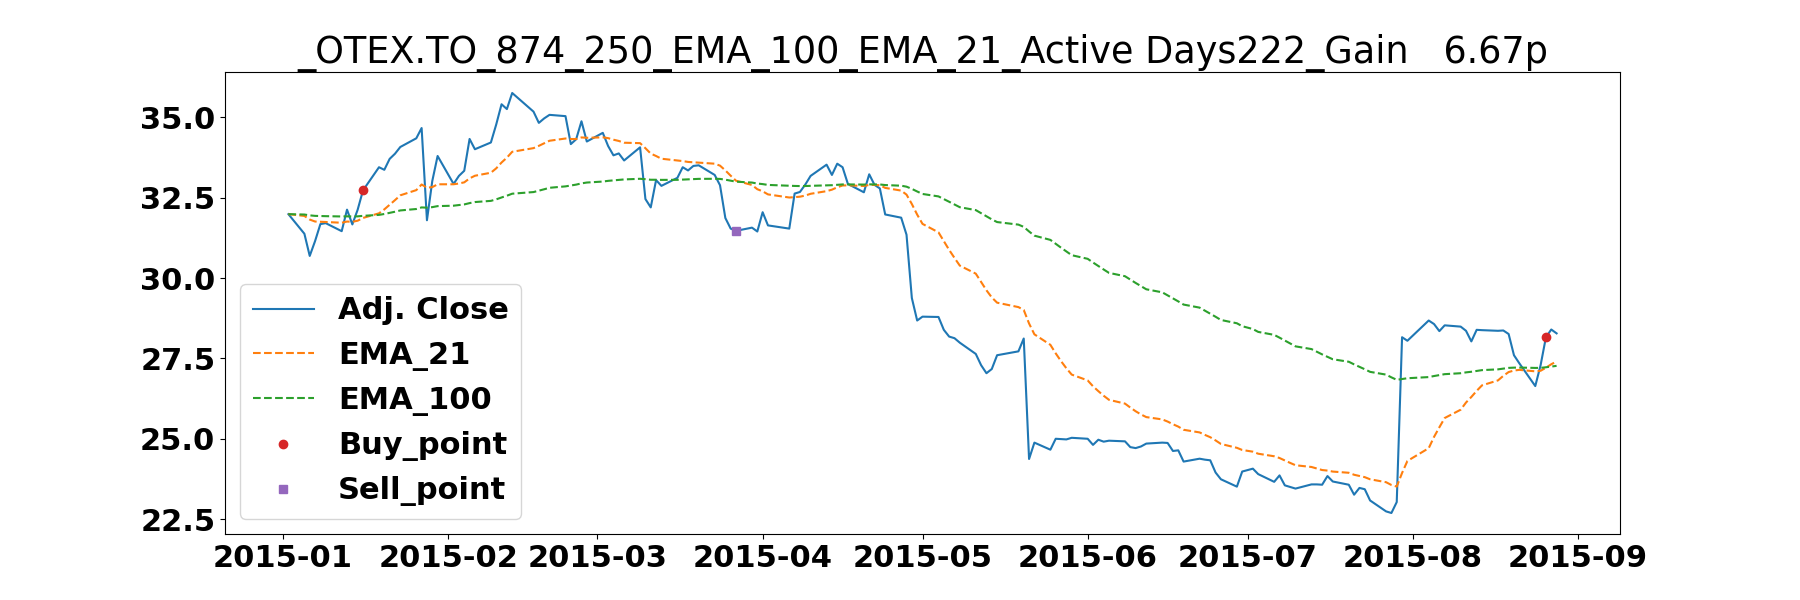 _OTEX.TO_874_250_EMA_100_EMA_21_Active Days222_Gain   6.67p
35.0
32.5
30.0
27.5
25.0
22.5
Adj. Close
EMA_21
EMA_100
Buy_point
Sell_point
2015-01 2015-02 2015-03 2015-04 2015-05 2015-06 2015-07 2015-08 2015-09